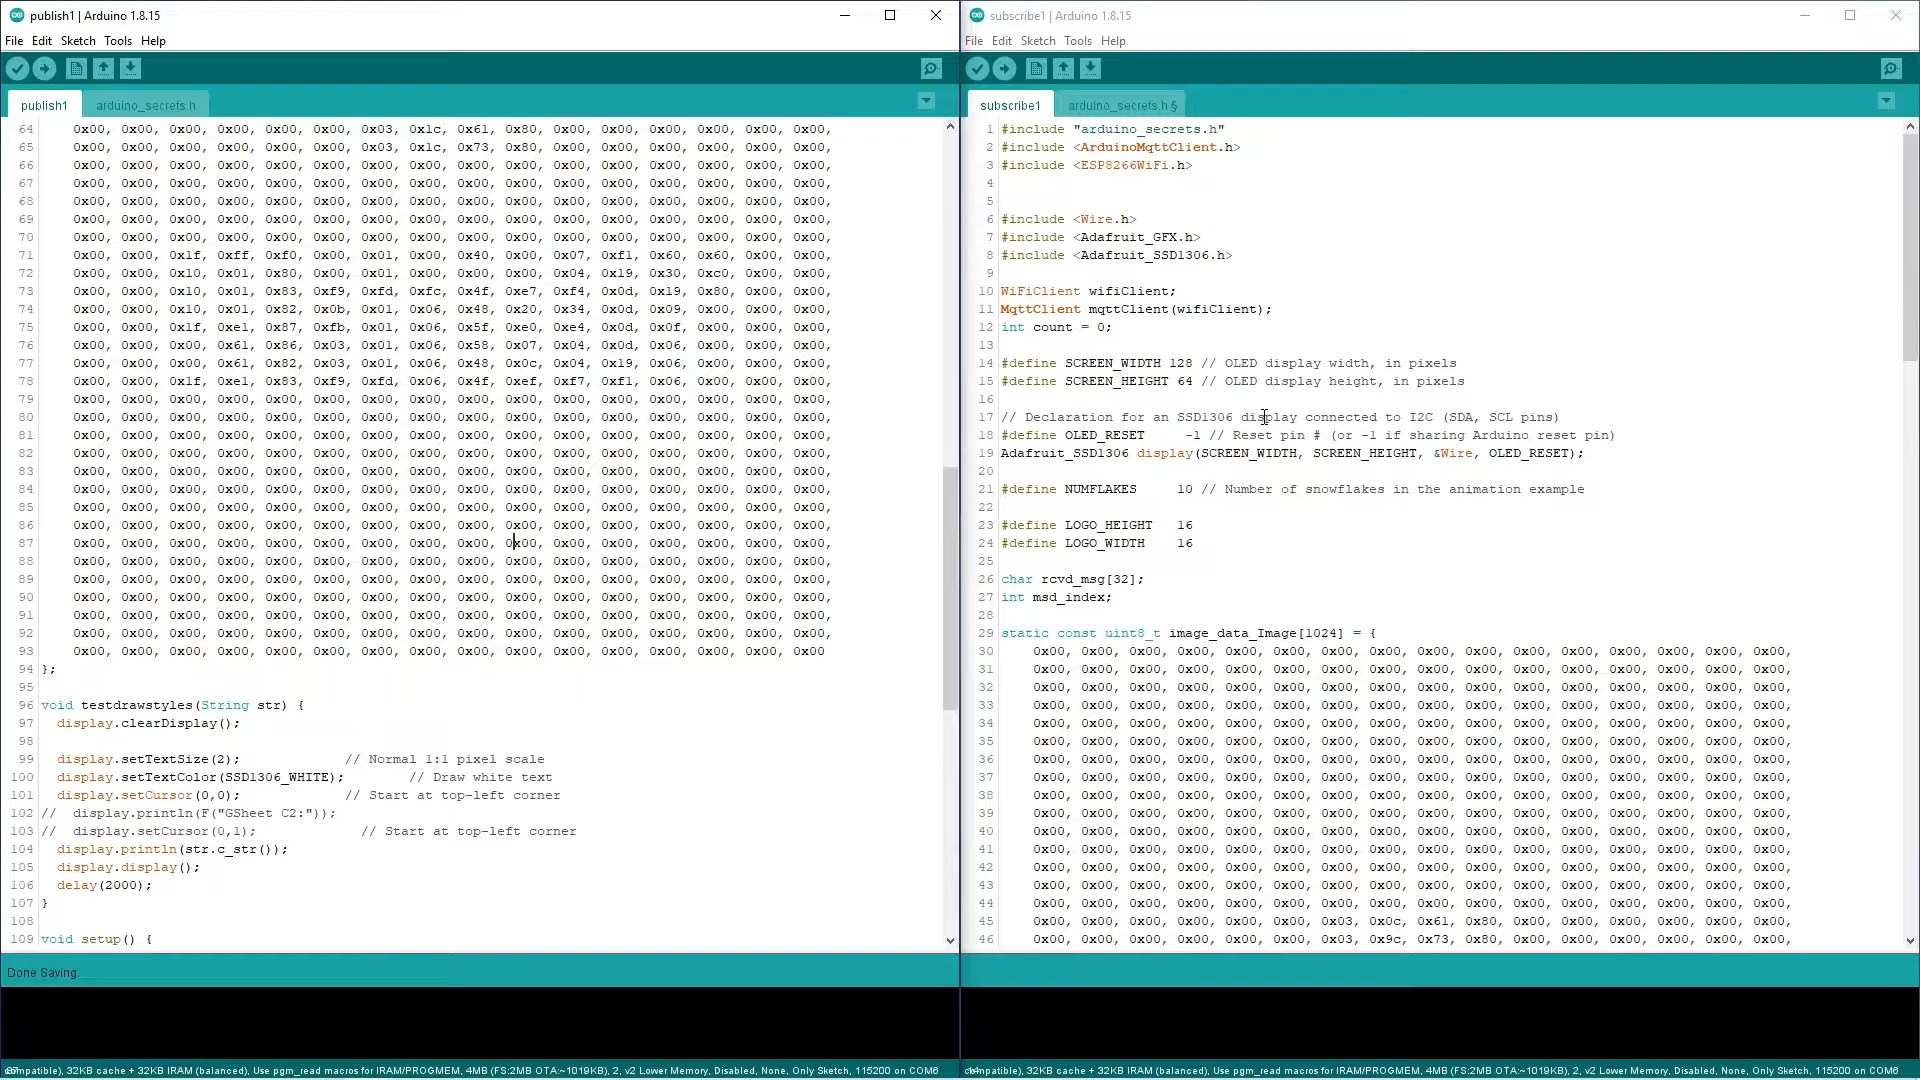 publish1 | Arduino 1.8.15
File Edit Sketch Tools Help
publish1 arduino_secrets.h
64 0x00, 0x00, 0x00, 0x00, 0x00, 0x00, 0x03, 0x1c, 0x61, 0x80, 0x00, 0x00, 0x00, 0x00, 0x00, 0x00,
65 0x00, 0x00, 0x00, 0x00, 0x00, 0x00, 0x03, 0x1c, 0x73, 0x80, 0x00, 0x00, 0x00, 0x00, 0x00, 0x00,
66 0x00, 0x00, 0x00, 0x00, 0x00, 0x00, 0x00, 0x00, 0x00, 0x00, 0x00, 0x00, 0x00, 0x00, 0x00, 0x00,
67 0x00, 0x00, 0x00, 0x00, 0x00, 0x00, 0x00, 0x00, 0x00, 0x00, 0x00, 0x00, 0x00, 0x00, 0x00, 0x00,
68 0x00, 0x00, 0x00, 0x00, 0x00, 0x00, 0x00, 0x00, 0x00, 0x00, 0x00, 0x00, 0x00, 0x00, 0x00, 0x00,
69 0x00, 0x00, 0x00, 0x00, 0x00, 0x00, 0x00, 0x00, 0x00, 0x00, 0x00, 0x00, 0x00, 0x00, 0x00, 0x00,
70 0x00, 0x00, 0x00, 0x00, 0x00, 0x00, 0x00, 0x00, 0x00, 0x00, 0x00, 0x00, 0x00, 0x00, 0x00, 0x00,
71 0x00, 0x00, 0x1f, 0xff, 0xf0, 0x00, 0x01, 0x00, 0x40, 0x00, 0x07, 0xf1, 0x60, 0x60, 0x00, 0x00,
72 0x00, 0x00, 0x10, 0x01, 0x80, 0x00, 0x01, 0x00, 0x00, 0x00, 0x04, 0x19, 0x30, 0xc0, 0x00, 0x00,
73 0x00, 0x00, 0x10, 0x01, 0x83, 0xf9, 0xfd, 0xfc, 0x4f, 0xe7, 0xf4, 0x0d, 0x19, 0x80, 0x00, 0x00,
74 0x00, 0x00, 0x10, 0x01, 0x82, 0x0b, 0x01, 0x06, 0x48, 0x20, 0x34, 0x0d, 0x09, 0x00, 0x00, 0x00,
75 0x00, 0x00, 0x1f, 0xe1, 0x87, 0xfb, 0x01, 0x06, 0x5f, 0xe0, 0xe4, 0x0d, 0x0f, 0x00, 0x00, 0x00,
76 0x00, 0x00, 0x00, 0x61, 0x86, 0x03, 0x01, 0x06, 0x58, 0x07, 0x04, 0x0d, 0x06, 0x00, 0x00, 0x00,
77 0x00, 0x00, 0x00, 0x61, 0x82, 0x03, 0x01, 0x06, 0x48, 0x0c, 0x04, 0x19, 0x06, 0x00, 0x00, 0x00,
78 0x00, 0x00, 0x1f, 0xe1, 0x83, 0xf9, 0xfd, 0x06, 0x4f, 0xef, 0xf7, 0xf1, 0x06, 0x00, 0x00, 0x00,
79 0x00, 0x00, 0x00, 0x00, 0x00, 0x00, 0x00, 0x00, 0x00, 0x00, 0x00, 0x00, 0x00, 0x00, 0x00, 0x00,
80 0x00, 0x00, 0x00, 0x00, 0x00, 0x00, 0x00, 0x00, 0x00, 0x00, 0x00, 0x00, 0x00, 0x00, 0x00, 0x00,
81 0x00, 0x00, 0x00, 0x00, 0x00, 0x00, 0x00, 0x00, 0x00, 0x00, 0x00, 0x00, 0x00, 0x00, 0x00, 0x00,
82 0x00, 0x00, 0x00, 0x00, 0x00, 0x00, 0x00, 0x00, 0x00, 0x00, 0x00, 0x00, 0x00, 0x00, 0x00, 0x00,
83 0x00, 0x00, 0x00, 0x00, 0x00, 0x00, 0x00, 0x00, 0x00, 0x00, 0x00, 0x00, 0x00, 0x00, 0x00, 0x00,
84 0x00, 0x00, 0x00, 0x00, 0x00, 0x00, 0x00, 0x00, 0x00, 0x00, 0x00, 0x00, 0x00, 0x00, 0x00, 0x00,
85 0x00, 0x00, 0x00, 0x00, 0x00, 0x00, 0x00, 0x00, 0x00, 0x00, 0x00, 0x00, 0x00, 0x00, 0x00, 0x00,
86 0x00, 0x00, 0x00, 0x00, 0x00, 0x00, 0x00, 0x00, 0x00, 0x00, 0x00, 0x00, 0x00, 0x00, 0x00, 0x00,
87 0x00, 0x00, 0x00, 0x00, 0x00, 0x00, 0x00, 0x00, 0x00, 0x00, 0x00, 0x00, 0x00, 0x00, 0x00, 0x00,
88 0x00, 0x00, 0x00, 0x00, 0x00, 0x00, 0x00, 0x00, 0x00, 0x00, 0x00, 0x00, 0x00, 0x00, 0x00, 0x00,
89 0x00, 0x00, 0x00, 0x00, 0x00, 0x00, 0x00, 0x00, 0x00, 0x00, 0x00, 0x00, 0x00, 0x00, 0x00, 0x00,
90 0x00, 0x00, 0x00, 0x00, 0x00, 0x00, 0x00, 0x00, 0x00, 0x00, 0x00, 0x00, 0x00, 0x00, 0x00, 0x00,
91 0x00, 0x00, 0x00, 0x00, 0x00, 0x00, 0x00, 0x00, 0x00, 0x00, 0x00, 0x00, 0x00, 0x00, 0x00, 0x00,
92 0x00, 0x00, 0x00, 0x00, 0x00, 0x00, 0x00, 0x00, 0x00, 0x00, 0x00, 0x00, 0x00, 0x00, 0x00, 0x00,
93 0x00, 0x00, 0x00, 0x00, 0x00, 0x00, 0x00, 0x00, 0x00, 0x00, 0x00, 0x00, 0x00, 0x00, 0x00, 0x00
94 };
95
96 void testdrawstyles(String str) {
97 display.clearDisplay();
98
99 display.setTextSize(2); // Normal 1:1 pixel scale
100 display.setTextColor(SSD1306_WHITE); // Draw white text
101 display.setCursor(0,0); // Start at top-left corner
102 // display.println(F("GSheet C2:"));
103 // display.setCursor(0,1); // Start at top-left corner
104 display.println(str.c_str());
105 display.display();
106 delay(2000);
107 }
108
109 void setup() {
Done Saving.
ompatible), 32KB cache + 32KB IRAM (balanced), Use pgm_read macros for IRAM/PROGMEM, 4MB (FS:2MB OTA:~1019KB), 2, v2 Lower Memory, Disabled, None, Only Sketch, 115200 on COM6
subscribe1 | Arduino 1.8.15
File Edit Sketch Tools Help
subscribe1 arduino_secrets.h §
1 #include "arduino_secrets.h"
2 #include <ArduinoMqttClient.h>
3 #include <ESP8266WiFi.h>
4
5
6 #include <Wire.h>
7 #include <Adafruit_GFX.h>
8 #include <Adafruit_SSD1306.h>
9
10 WiFiClient wifiClient;
11 MqttClient mqttClient(wifiClient);
12 int count = 0;
13
14 #define SCREEN_WIDTH 128 // OLED display width, in pixels
15 #define SCREEN_HEIGHT 64 // OLED display height, in pixels
16
17 // Declaration for an SSD1306 display connected to I2C (SDA, SCL pins)
18 #define OLED_RESET -1 // Reset pin # (or -1 if sharing Arduino reset pin)
19 Adafruit_SSD1306 display(SCREEN_WIDTH, SCREEN_HEIGHT, &Wire, OLED_RESET);
20
21 #define NUMFLAKES 10 // Number of snowflakes in the animation example
22
23 #define LOGO_HEIGHT 16
24 #define LOGO_WIDTH 16
25
26 char rcvd_msg[32];
27 int msd_index;
28
29 static const uint8_t image_data_Image[1024] = {
30 0x00, 0x00, 0x00, 0x00, 0x00, 0x00, 0x00, 0x00, 0x00, 0x00, 0x00, 0x00, 0x00, 0x00, 0x00, 0x00,
31 0x00, 0x00, 0x00, 0x00, 0x00, 0x00, 0x00, 0x00, 0x00, 0x00, 0x00, 0x00, 0x00, 0x00, 0x00, 0x00,
32 0x00, 0x00, 0x00, 0x00, 0x00, 0x00, 0x00, 0x00, 0x00, 0x00, 0x00, 0x00, 0x00, 0x00, 0x00, 0x00,
33 0x00, 0x00, 0x00, 0x00, 0x00, 0x00, 0x00, 0x00, 0x00, 0x00, 0x00, 0x00, 0x00, 0x00, 0x00, 0x00,
34 0x00, 0x00, 0x00, 0x00, 0x00, 0x00, 0x00, 0x00, 0x00, 0x00, 0x00, 0x00, 0x00, 0x00, 0x00, 0x00,
35 0x00, 0x00, 0x00, 0x00, 0x00, 0x00, 0x00, 0x00, 0x00, 0x00, 0x00, 0x00, 0x00, 0x00, 0x00, 0x00,
36 0x00, 0x00, 0x00, 0x00, 0x00, 0x00, 0x00, 0x00, 0x00, 0x00, 0x00, 0x00, 0x00, 0x00, 0x00, 0x00,
37 0x00, 0x00, 0x00, 0x00, 0x00, 0x00, 0x00, 0x00, 0x00, 0x00, 0x00, 0x00, 0x00, 0x00, 0x00, 0x00,
38 0x00, 0x00, 0x00, 0x00, 0x00, 0x00, 0x00, 0x00, 0x00, 0x00, 0x00, 0x00, 0x00, 0x00, 0x00, 0x00,
39 0x00, 0x00, 0x00, 0x00, 0x00, 0x00, 0x00, 0x00, 0x00, 0x00, 0x00, 0x00, 0x00, 0x00, 0x00, 0x00,
40 0x00, 0x00, 0x00, 0x00, 0x00, 0x00, 0x00, 0x00, 0x00, 0x00, 0x00, 0x00, 0x00, 0x00, 0x00, 0x00,
41 0x00, 0x00, 0x00, 0x00, 0x00, 0x00, 0x00, 0x00, 0x00, 0x00, 0x00, 0x00, 0x00, 0x00, 0x00, 0x00,
42 0x00, 0x00, 0x00, 0x00, 0x00, 0x00, 0x00, 0x00, 0x00, 0x00, 0x00, 0x00, 0x00, 0x00, 0x00, 0x00,
43 0x00, 0x00, 0x00, 0x00, 0x00, 0x00, 0x00, 0x00, 0x00, 0x00, 0x00, 0x00, 0x00, 0x00, 0x00, 0x00,
44 0x00, 0x00, 0x00, 0x00, 0x00, 0x00, 0x00, 0x00, 0x00, 0x00, 0x00, 0x00, 0x00, 0x00, 0x00, 0x00,
45 0x00, 0x00, 0x00, 0x00, 0x00, 0x00, 0x03, 0x0c, 0x61, 0x80, 0x00, 0x00, 0x00, 0x00, 0x00, 0x00,
46 0x00, 0x00, 0x00, 0x00, 0x00, 0x00, 0x03, 0x9c, 0x73, 0x80, 0x00, 0x00, 0x00, 0x00, 0x00, 0x00,
ompatible), 32KB cache + 32KB IRAM (balanced), Use pgm_read macros for IRAM/PROGMEM, 4MB (FS:2MB OTA:~1019KB), 2, v2 Lower Memory, Disabled, None, Only Sketch, 115200 on COM6